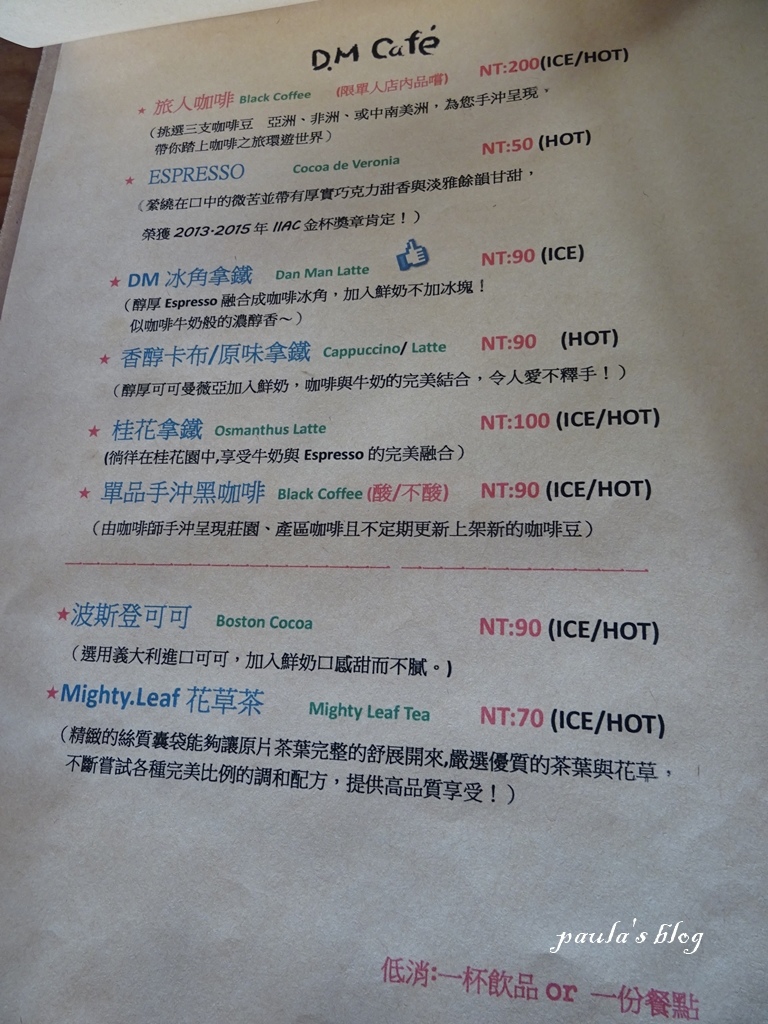 D.M Café
★ 旅人咖啡 Black Coffee (限單人店內品嚐) NT:200(ICE/HOT)
（挑選三支咖啡豆 亞洲、非洲、或中南美洲，為您手沖呈現，
帶你踏上咖啡之旅環遊世界）
★ ESPRESSO Cocoa de Veronia NT:50 (HOT)
（縈繞在口中的微苦並帶有厚實巧克力甜香與淡雅餘韻甘甜，
榮獲 2013-2015 年 IIAC 金杯獎章肯定！）
★ DM 冰角拿鐵 Dan Man Latte NT:90 (ICE)
（醇厚 Espresso 融合成咖啡冰角，加入鮮奶不加冰塊！
似咖啡牛奶般的濃醇香～）
★ 香醇卡布/原味拿鐵 Cappuccino/ Latte NT:90 (HOT)
（醇厚可可曼薇亞加入鮮奶，咖啡與牛奶的完美結合，令人愛不釋手！）
★ 桂花拿鐵 Osmanthus Latte NT:100 (ICE/HOT)
(徜徉在桂花園中,享受牛奶與 Espresso 的完美融合）
★ 單品手沖黑咖啡 Black Coffee (酸/不酸) NT:90 (ICE/HOT)
（由咖啡師手沖呈現莊園、產區咖啡且不定期更新上架新的咖啡豆）
★波斯登可可 Boston Cocoa NT:90 (ICE/HOT)
（選用義大利進口可可，加入鮮奶口感甜而不膩。)
★Mighty.Leaf 花草茶 Mighty Leaf Tea NT:70 (ICE/HOT)
（精緻的絲質囊袋能夠讓原片茶葉完整的舒展開來,嚴選優質的茶葉與花草，
不斷嘗試各種完美比例的調和配方，提供高品質享受！）
paula's blog
低消:一杯飲品 or 一份餐點